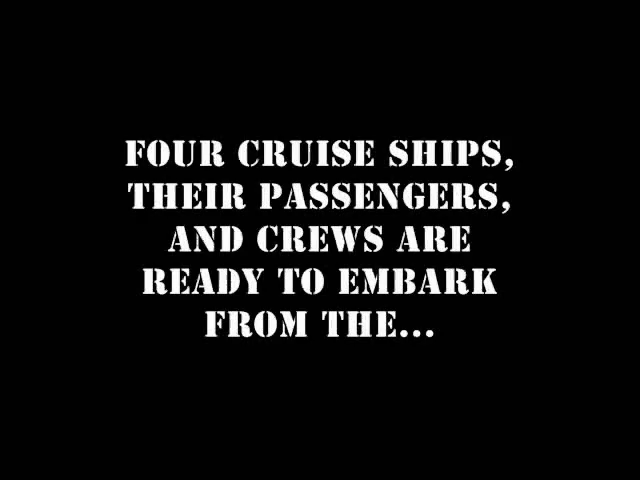 FOUR CRUISE SHIPS,
THEIR PASSENGERS,
AND CREWS ARE
READY TO EMBARK
FROM THE...